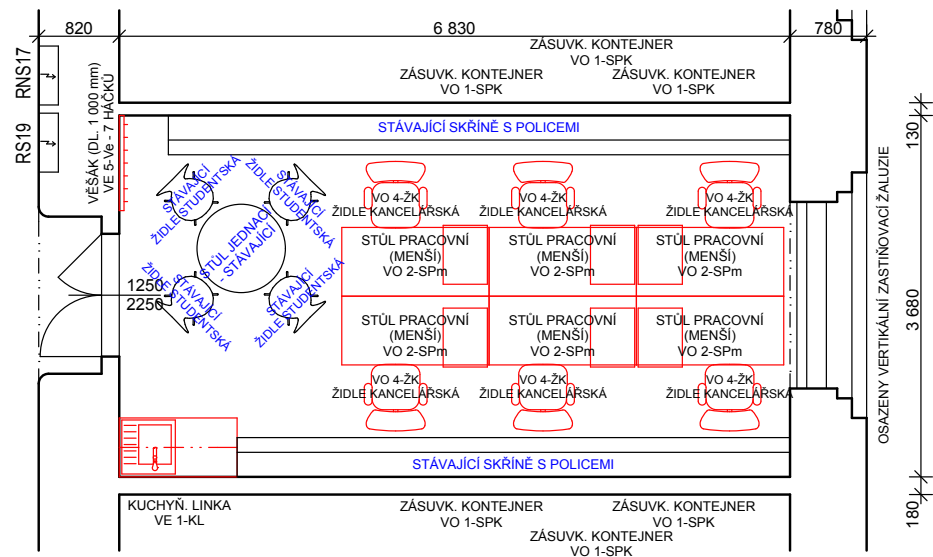 820
6 830
780
RNS17
RS19
VĚŠÁK (DL. 1 000 mm)
VE 5-Ve - 7 HÁČKŮ
ZÁSUVK. KONTEJNER
VO 1-SPK
ZÁSUVK. KONTEJNER
VO 1-SPK
ZÁSUVK. KONTEJNER
VO 1-SPK
STÁVAJÍCÍ SKŘÍNĚ S POLICEMI
130
STÁVAJÍCÍ
ŽIDLE STUDENTSKÁ
STÁVAJÍCÍ
ŽIDLE STUDENTSKÁ
STŮL JEDNACÍ
- STÁVAJÍCÍ
STÁVAJÍCÍ
ŽIDLE STUDENTSKÁ
STÁVAJÍCÍ
ŽIDLE STUDENTSKÁ
1250
2250
VO 4-ŽK
ŽIDLE KANCELÁŘSKÁ
VO 4-ŽK
ŽIDLE KANCELÁŘSKÁ
VO 4-ŽK
ŽIDLE KANCELÁŘSKÁ
STŮL PRACOVNÍ
(MENŠÍ)
VO 2-SPm
STŮL PRACOVNÍ
(MENŠÍ)
VO 2-SPm
STŮL PRACOVNÍ
(MENŠÍ)
VO 2-SPm
STŮL PRACOVNÍ
(MENŠÍ)
VO 2-SPm
STŮL PRACOVNÍ
(MENŠÍ)
VO 2-SPm
STŮL PRACOVNÍ
(MENŠÍ)
VO 2-SPm
VO 4-ŽK
ŽIDLE KANCELÁŘSKÁ
VO 4-ŽK
ŽIDLE KANCELÁŘSKÁ
VO 4-ŽK
ŽIDLE KANCELÁŘSKÁ
OSAZENY VERTIKÁLNÍ ZASTIŇOVACÍ ŽALUZIE
3 680
STÁVAJÍCÍ SKŘÍNĚ S POLICEMI
180
KUCHYŇ. LINKA
VE 1-KL
ZÁSUVK. KONTEJNER
VO 1-SPK
ZÁSUVK. KONTEJNER
VO 1-SPK
ZÁSUVK. KONTEJNER
VO 1-SPK